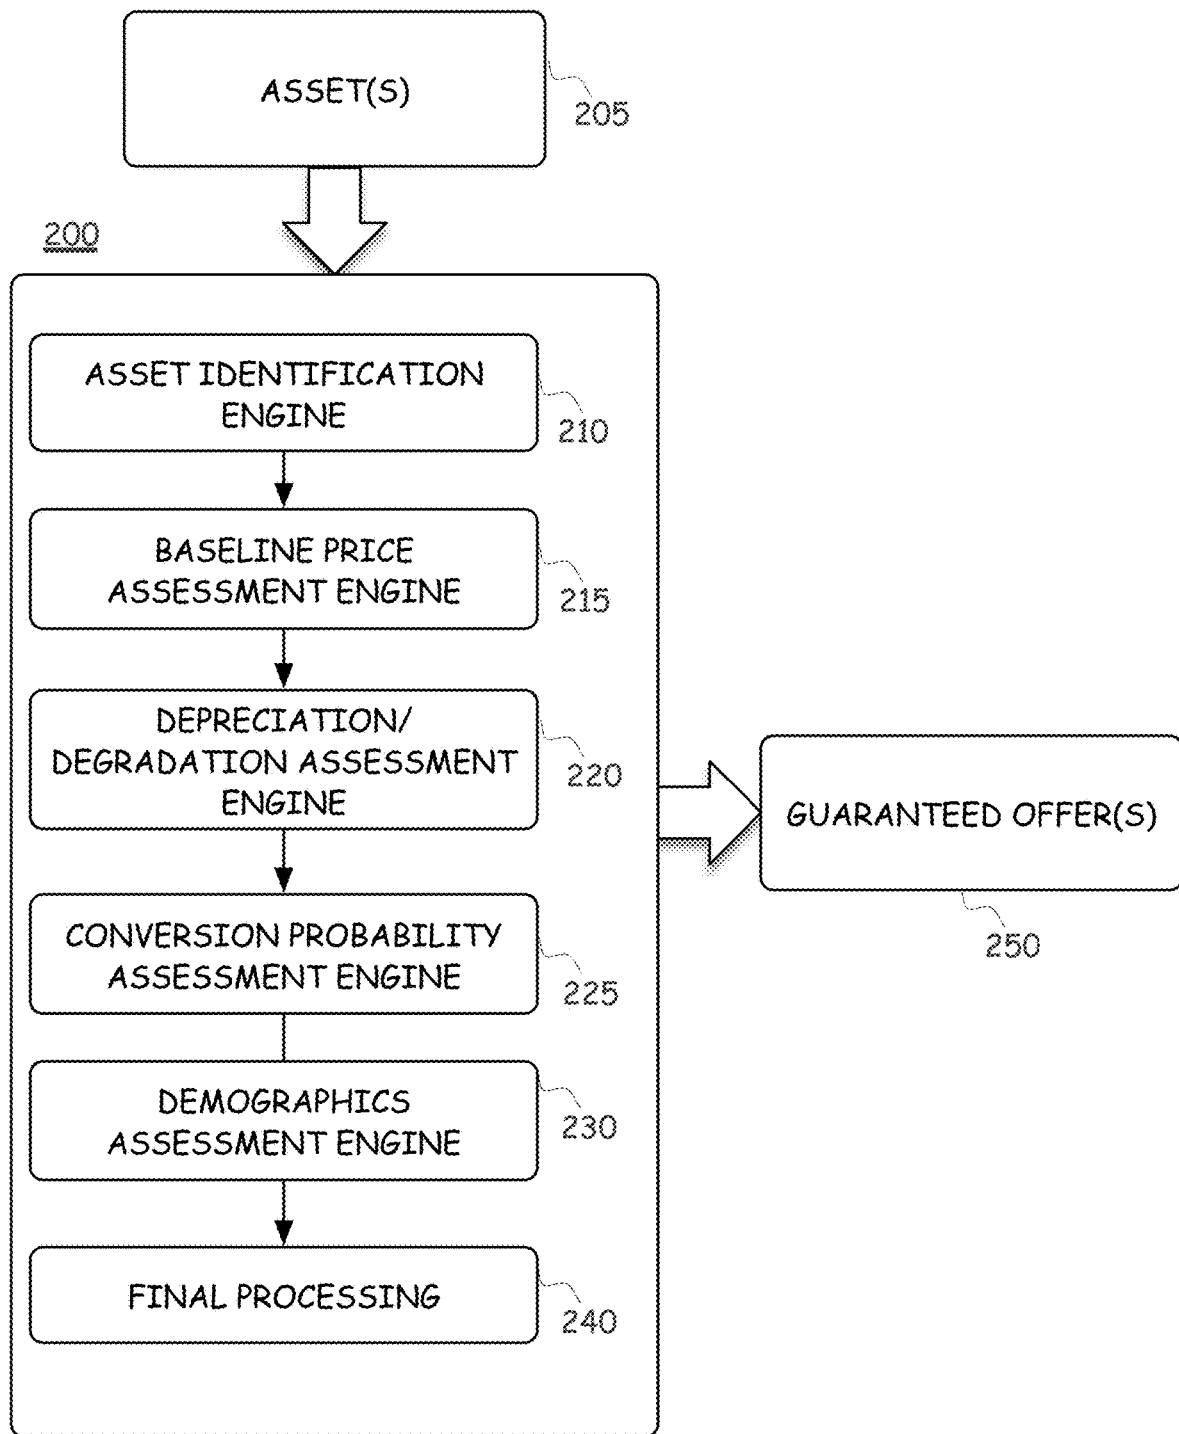 ASSET(S)
205
200
ASSET IDENTIFICATION
ENGINE
210
BASELINE PRICE
ASSESSMENT ENGINE
215
DEPRECIATION/
DEGRADATION ASSESSMENT
ENGINE
220
GUARANTEED OFFER(S)
250
CONVERSION PROBABILITY
ASSESSMENT ENGINE
225
DEMOGRAPHICS
ASSESSMENT ENGINE
230
FINAL PROCESSING
240